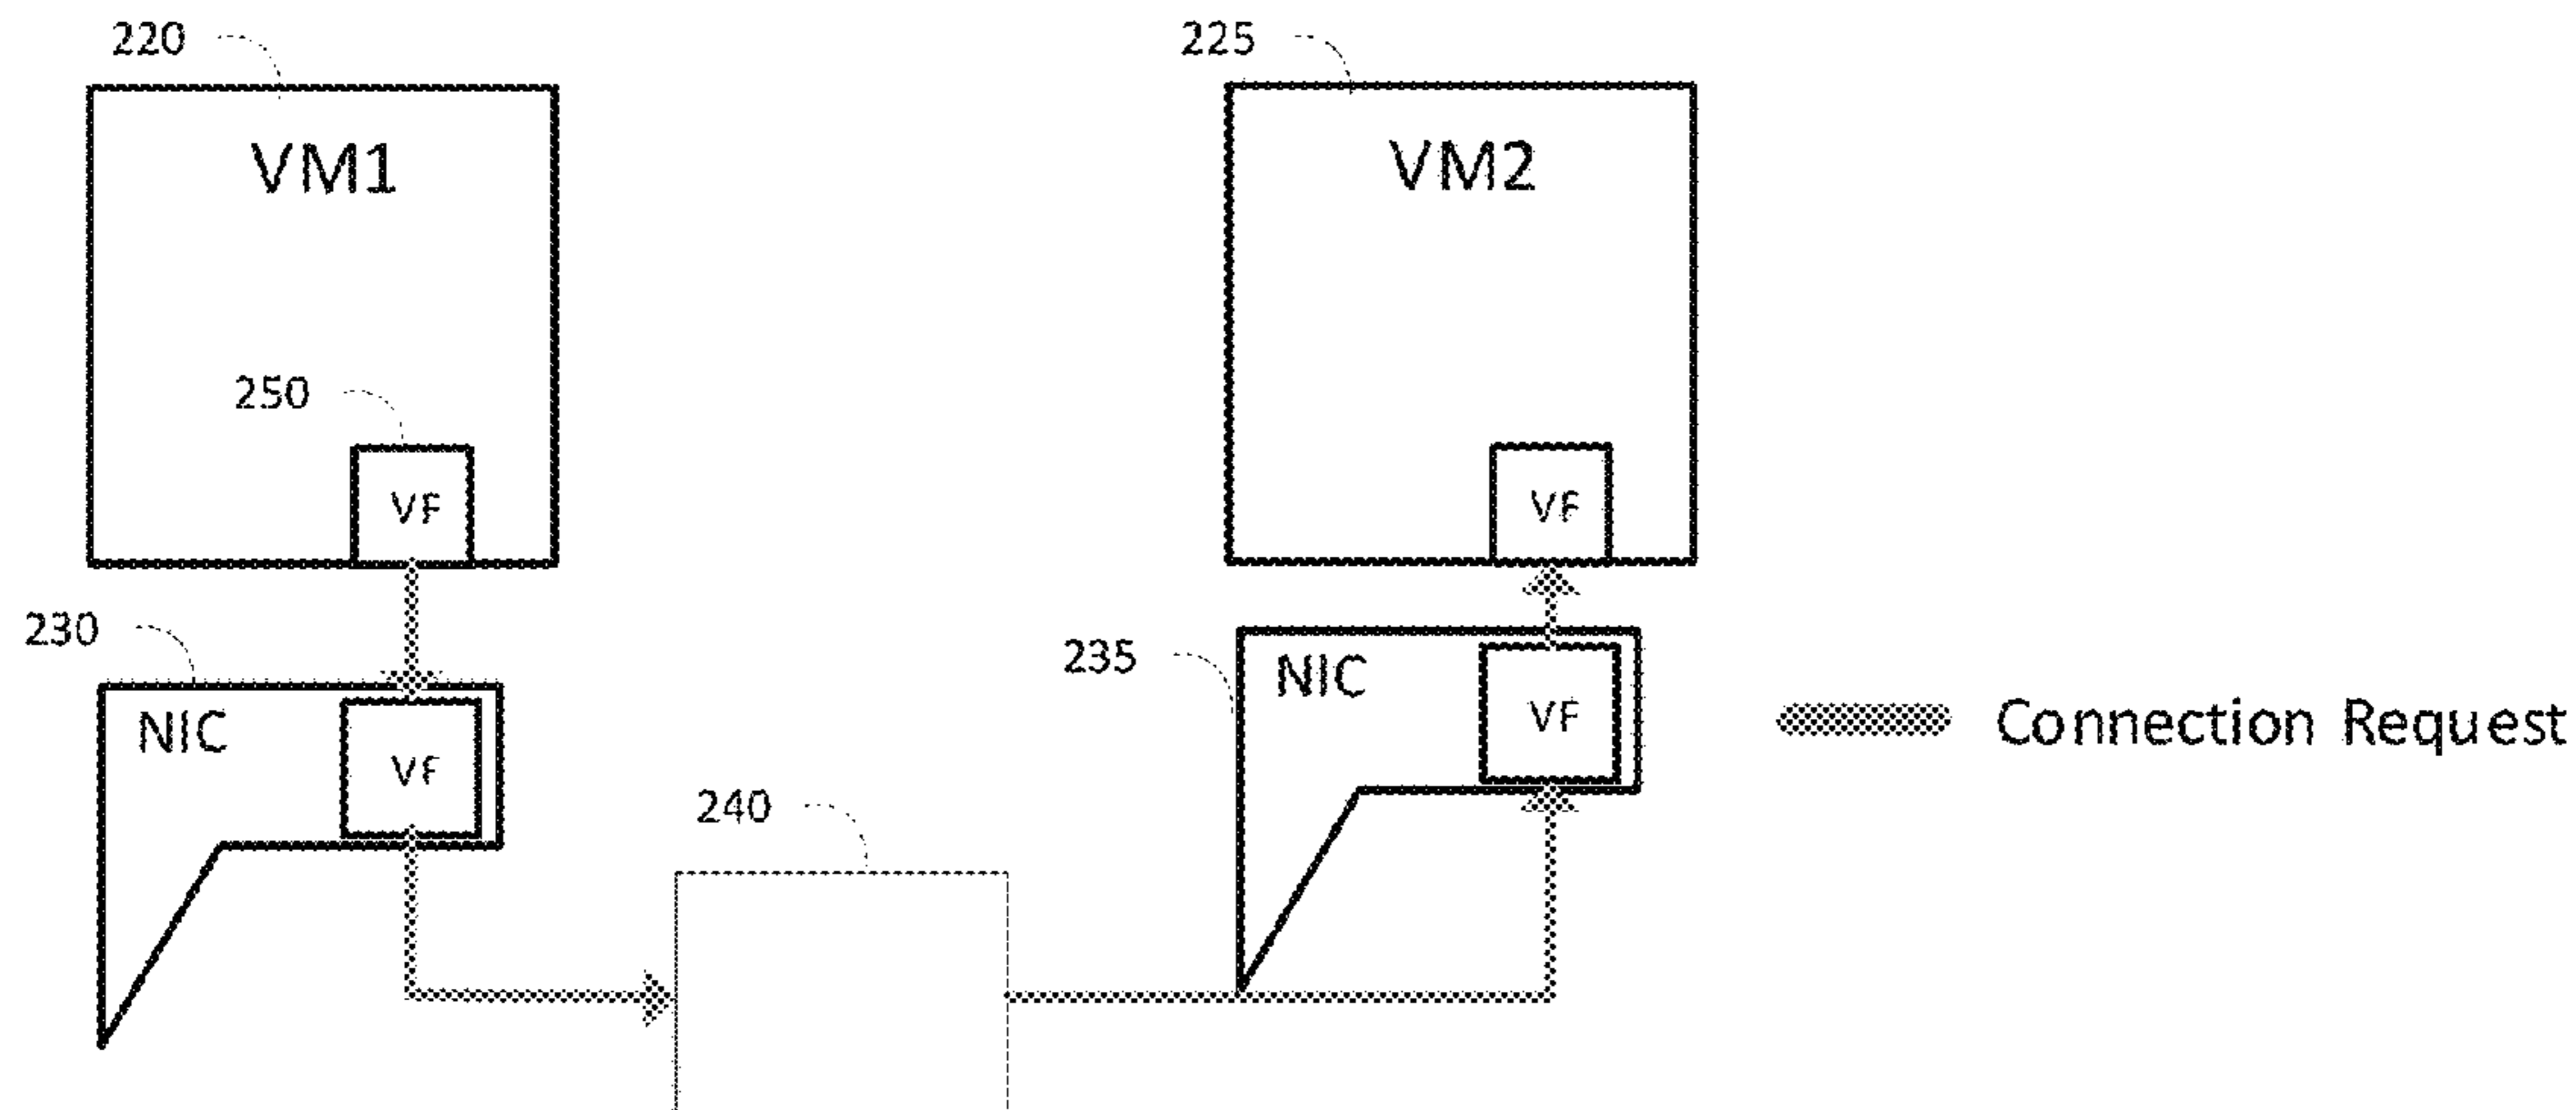 220
225
VM1
VM2
250
VF
VF
230
235
NIC
NIC
VF
VF
Connection Request
240